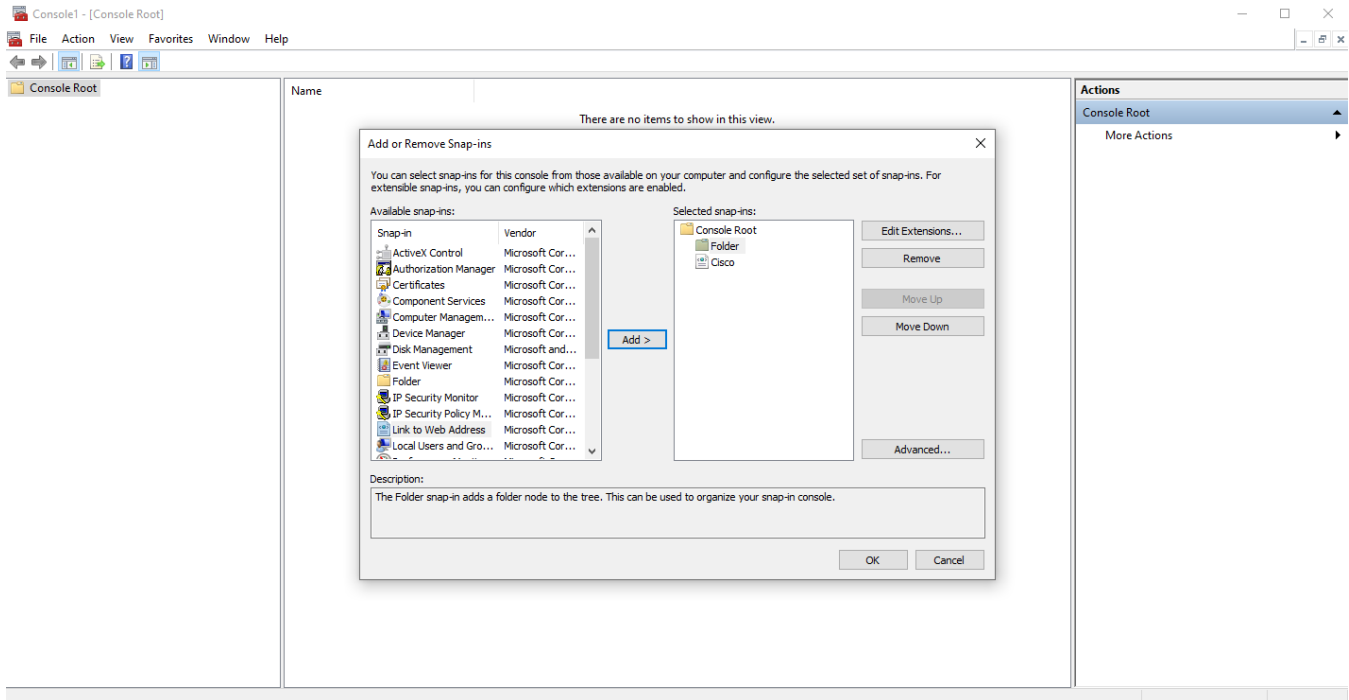 Console1 - [Console Root]
File Action View Favorites Window Help
Console Root
Name
There are no items to show in this view.
Actions
Console Root
More Actions
Add or Remove Snap-ins
You can select snap-ins for this console from those available on your computer and configure the selected set of snap-ins. For
extensible snap-ins, you can configure which extensions are enabled.
Available snap-ins:
Snap-in Vendor
ActiveX Control Microsoft Cor...
Authorization Manager Microsoft Cor...
Certificates Microsoft Cor...
Component Services Microsoft Cor...
Computer Managem... Microsoft Cor...
Device Manager Microsoft Cor...
Disk Management Microsoft and...
Event Viewer Microsoft Cor...
Folder Microsoft Cor...
IP Security Monitor Microsoft Cor...
IP Security Policy M... Microsoft Cor...
Link to Web Address Microsoft Cor...
Local Users and Gro... Microsoft Cor...
Add >
Selected snap-ins:
Console Root
Folder
Cisco
Edit Extensions...
Remove
Move Up
Move Down
Advanced...
Description:
The Folder snap-in adds a folder node to the tree. This can be used to organize your snap-in console.
OK
Cancel